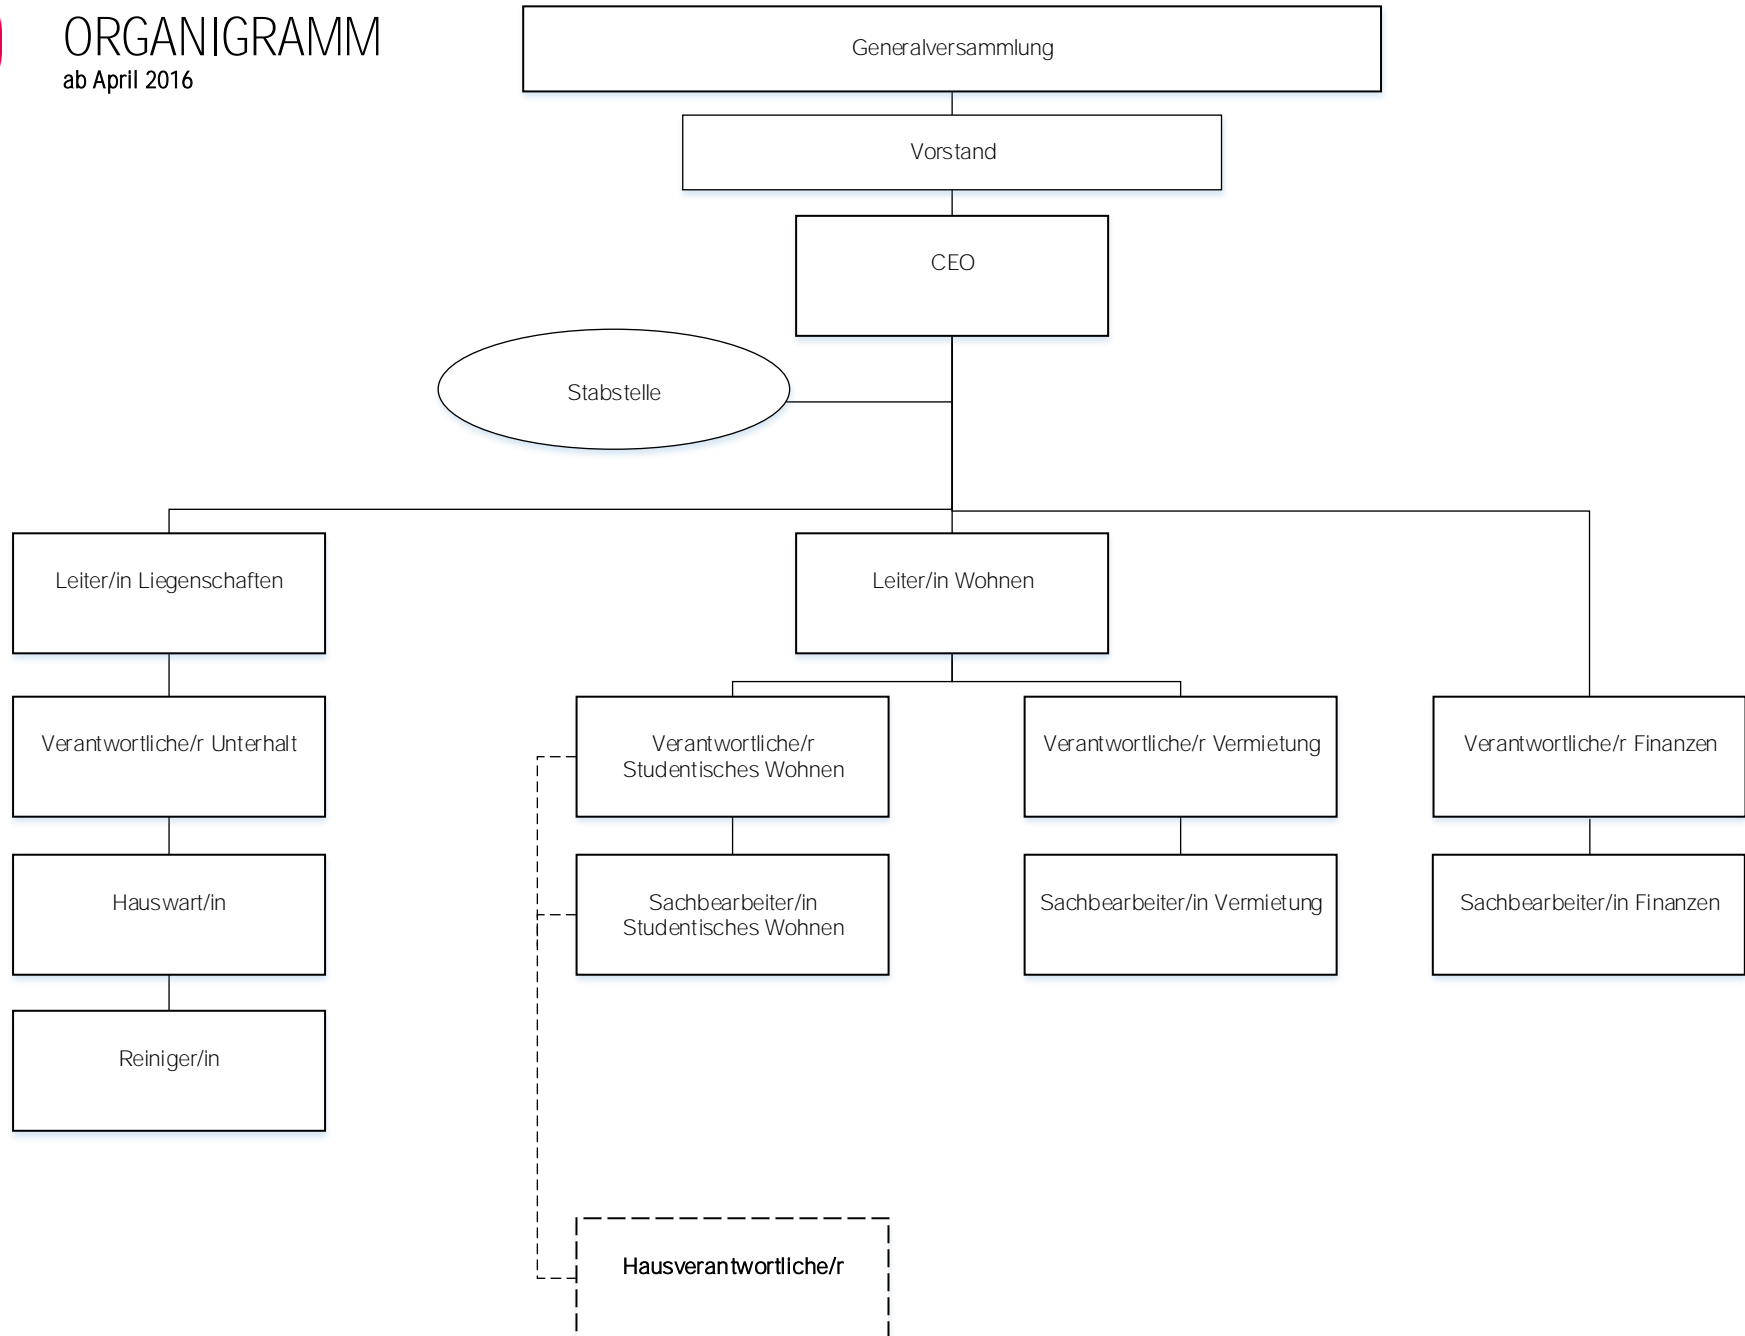 ORGANIGRAMM
ab April 2016
Generalversammlung
Vorstand
CEO
Stabstelle
Leiter/in Liegenschaften
Leiter/in Wohnen
Verantwortliche/r Unterhalt
Verantwortliche/r
Studentisches Wohnen
Verantwortliche/r Vermietung
Verantwortliche/r Finanzen
Hauswart/in
Sachbearbeiter/in
Studentisches Wohnen
Sachbearbeiter/in Vermietung
Sachbearbeiter/in Finanzen
Reiniger/in
Hausverantwortliche/r